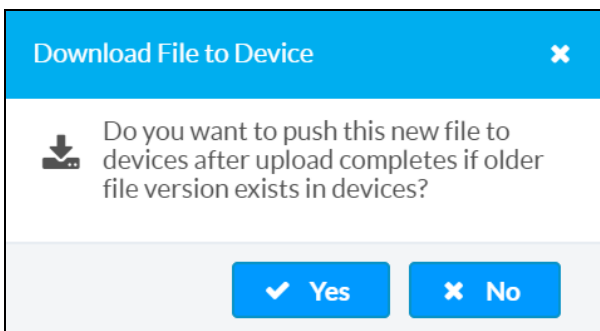 Download File to Device
Do you want to push this new file to
devices after upload completes if older
file version exists in devices?
Yes
No